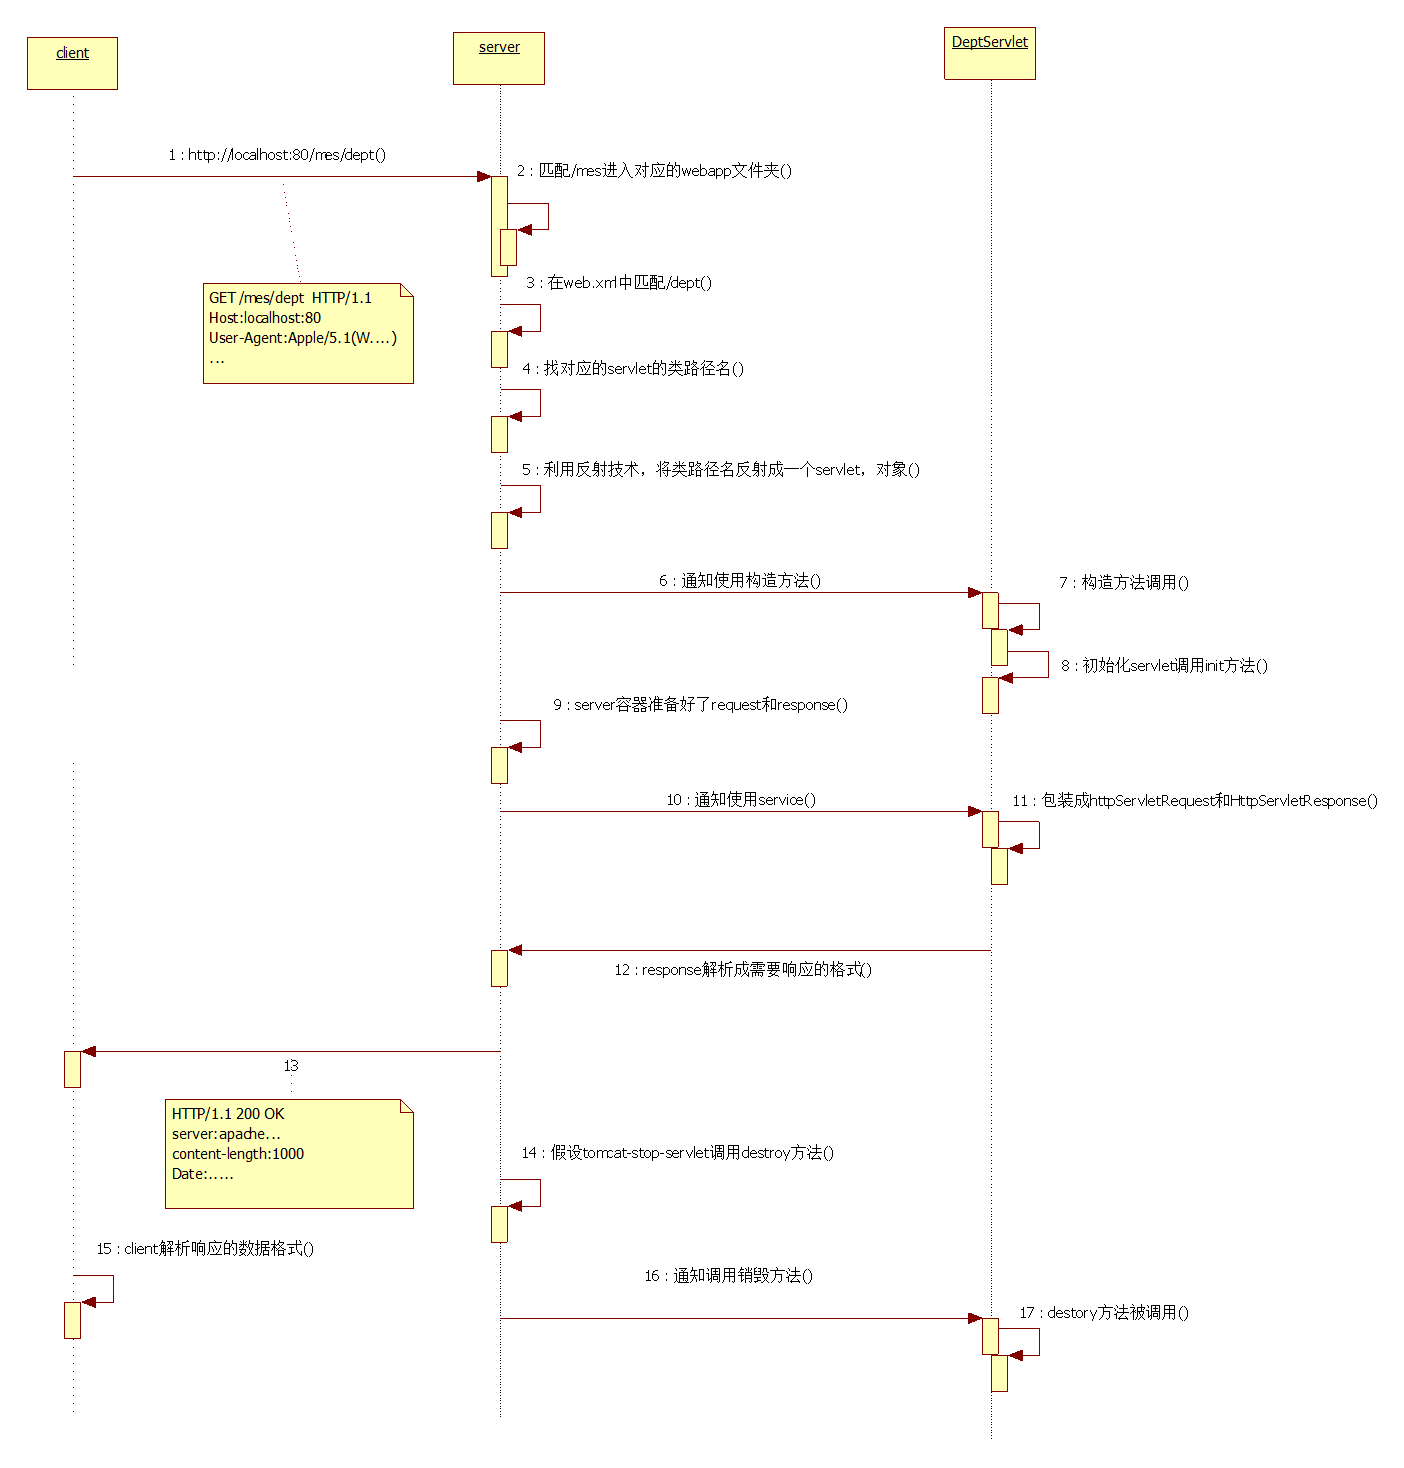 client
server
DeptServlet
1 : http://localhost:80/mes/dept()
2 : 匹配/mes进入对应的webapp文件夹()
GET /mes/dept  HTTP/1.1
Host:localhost:80
User-Agent:Apple/5.1(W....)
...
3 : 在web.xml中匹配/dept()
4 : 找对应的servlet的类路径名()
5 : 利用反射技术，将类路径名反射成一个servlet，对象()
6 : 通知使用构造方法()
7 : 构造方法调用()
8 : 初始化servlet调用init方法()
9 : server容器准备好了request和response()
10 : 通知使用service()
11 : 包装成httpServletRequest和HttpServletResponse()
12 : response解析成需要响应的格式()
13
HTTP/1.1 200 OK
server:apache...
content-length:1000
Date:.....
14 : 假设tomcat-stop-servlet调用destroy方法()
15 : client解析响应的数据格式()
16 : 通知调用销毁方法()
17 : destory方法被调用()